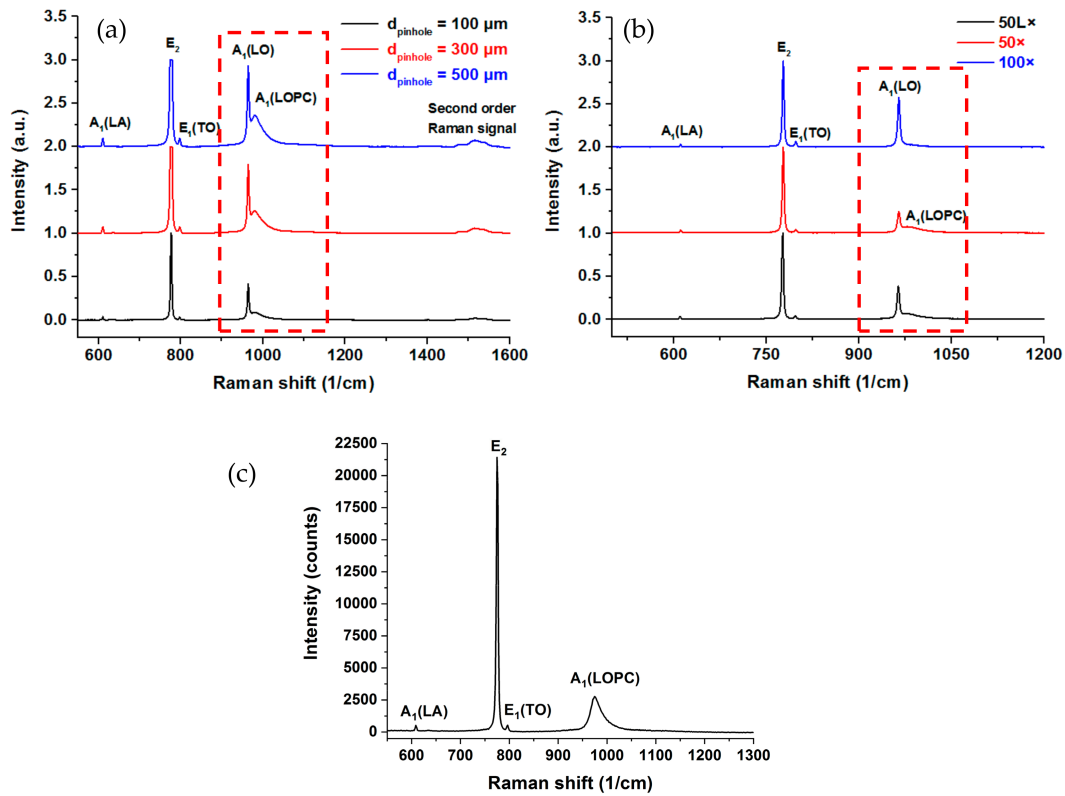 (a)
d_pinhole = 100 µm
d_pinhole = 300 µm
d_pinhole = 500 µm
E₂
A₁(LO)
A₁(LOPC)
Second order
Raman signal
A₁(LA)
E₁(TO)
3.5
3.0
2.5
2.0
1.5
1.0
0.5
0.0
Intensity (a.u.)
600 800 1000 1200 1400 1600
Raman shift (1/cm)
(b)
50L×
50×
100×
E₂
A₁(LO)
A₁(LA)
E₁(TO)
A₁(LOPC)
3.5
3.0
2.5
2.0
1.5
1.0
0.5
0.0
Intensity (a.u.)
600 750 900 1050 1200
Raman shift (1/cm)
(c)
E₂
A₁(LOPC)
A₁(LA)
E₁(TO)
22500
20000
17500
15000
12500
10000
7500
5000
2500
0
Intensity (counts)
600 700 800 900 1000 1100 1200 1300
Raman shift (1/cm)